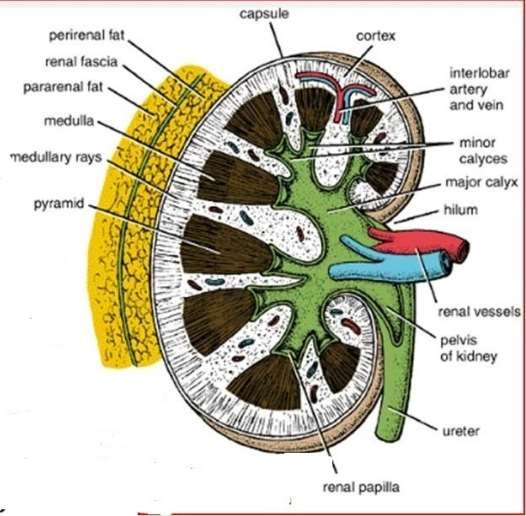 capsule
perirenal fat
cortex
renal fascia
interlobar
artery
and vein
pararenal fat
medulla
minor
calyces
medullary rays
major calyx
pyramid
hilum
renal vessels
pelvis
of kidney
ureter
renal papilla